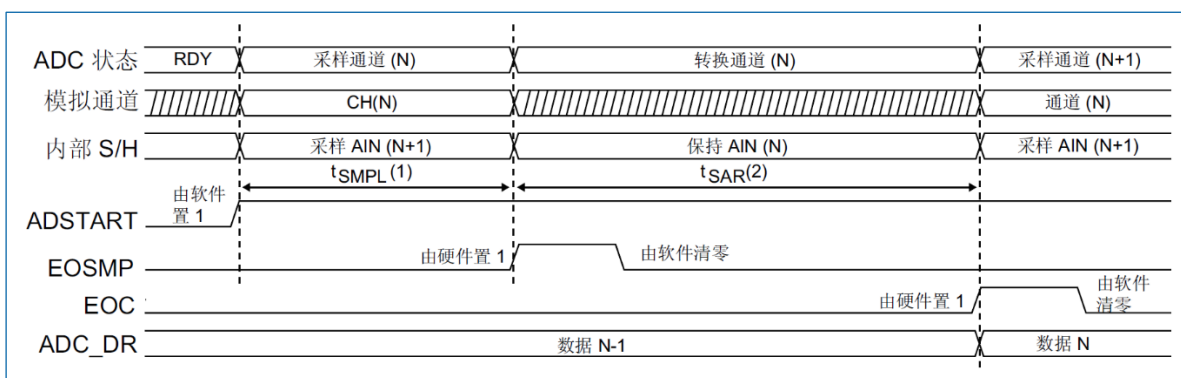 ADC 状态 RDY 采样通道 (N) 转换通道 (N) 采样通道 (N+1)
模拟通道 CH(N) 通道 (N)
内部 S/H 采样 AIN (N+1) 保持 AIN (N) 采样 AIN (N+1)
tSMPL(1) tSAR(2)
由软件
置 1
ADSTART
由硬件置 1 由软件清零
EOSMP
由软件
清零
由硬件置 1
EOC
ADC_DR 数据 N-1 数据 N